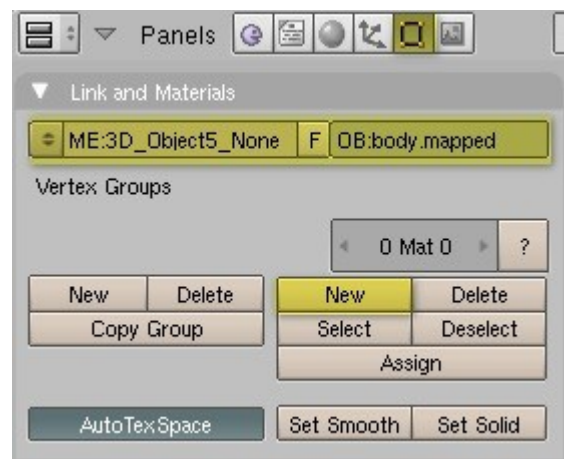 Panels
Link and Materials
ME:3D_Object5_None F OB:body.mapped
Vertex Groups
0 Mat 0 ?
New Delete New Delete
Copy Group Select Deselect
Assign
AutoTexSpace Set Smooth Set Solid